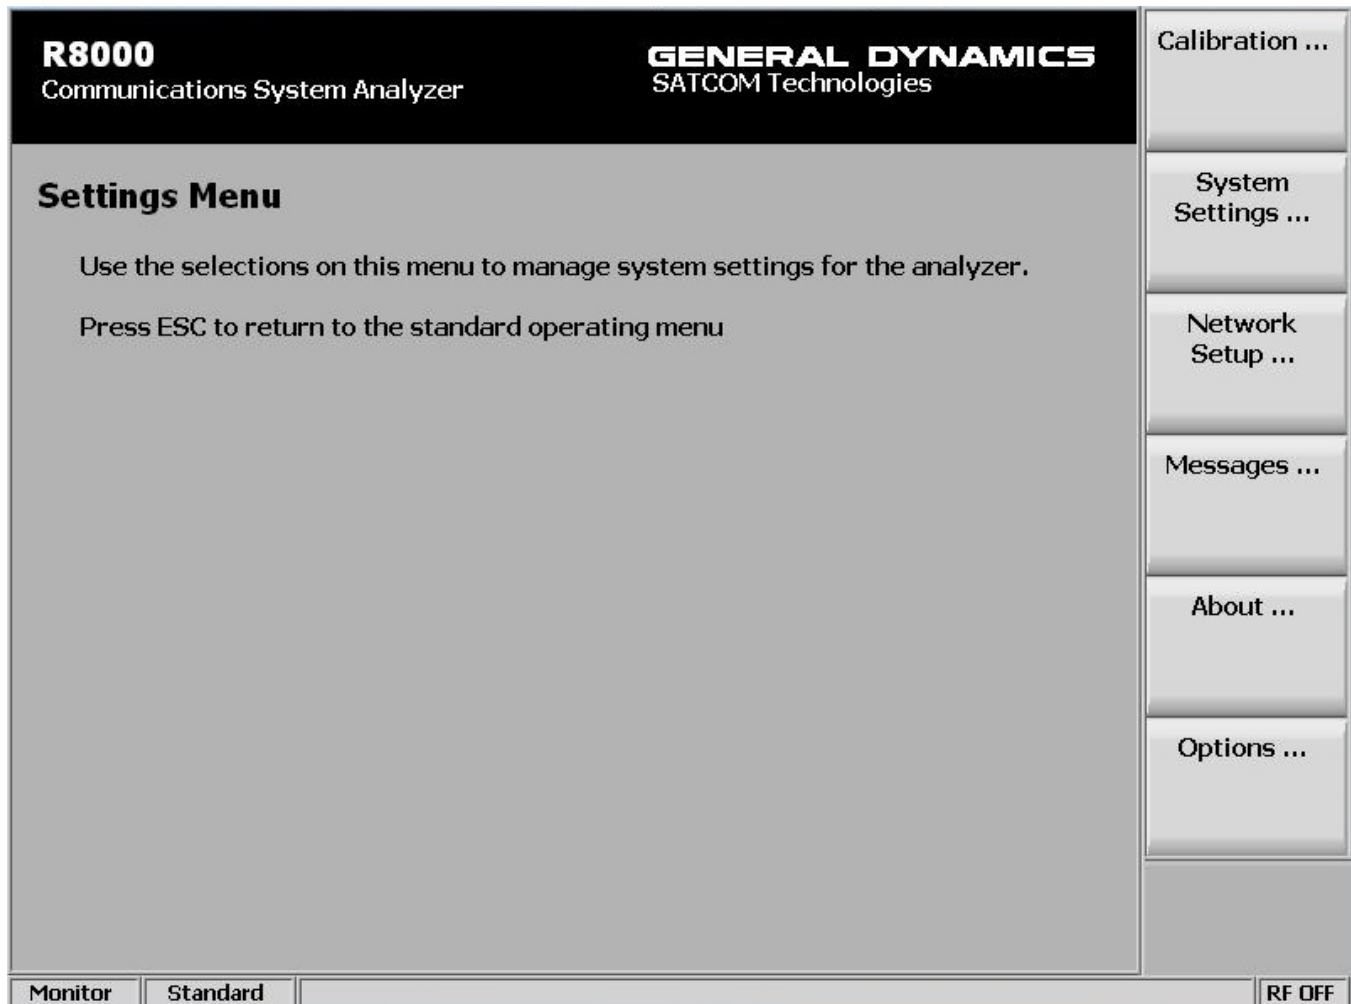 R8000
Communications System Analyzer
GENERAL DYNAMICS
SATCOM Technologies
Settings Menu
Use the selections on this menu to manage system settings for the analyzer.
Press ESC to return to the standard operating menu
Calibration ...
System
Settings ...
Network
Setup ...
Messages ...
About ...
Options ...
Monitor
Standard
RF OFF